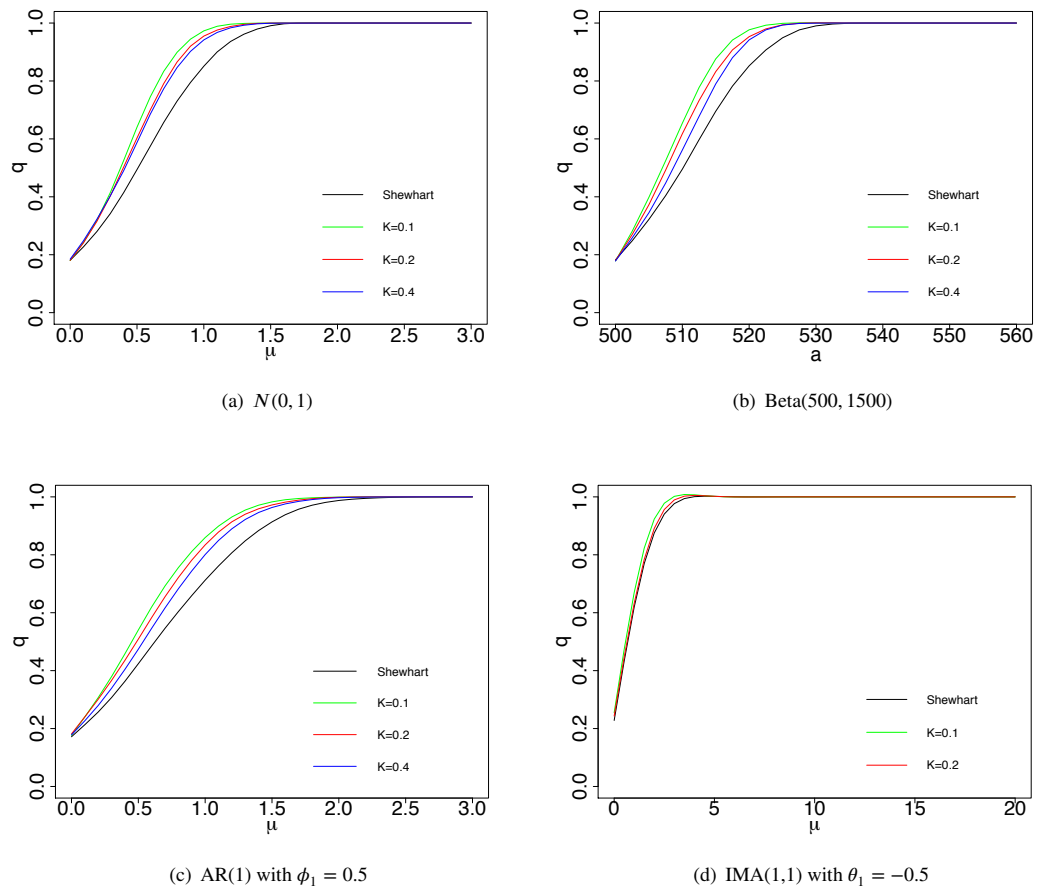 q
0.0 0.2 0.4 0.6 0.8 1.0
Shewhart
K=0.1
K=0.2
K=0.4
0.0 0.5 1.0 1.5 2.0 2.5 3.0
μ
(a) N(0, 1)
q
0.0 0.2 0.4 0.6 0.8 1.0
Shewhart
K=0.1
K=0.2
K=0.4
500 510 520 530 540 550 560
a
(b) Beta(500, 1500)
q
0.0 0.2 0.4 0.6 0.8 1.0
Shewhart
K=0.1
K=0.2
K=0.4
0.0 0.5 1.0 1.5 2.0 2.5 3.0
μ
(c) AR(1) with ϕ₁ = 0.5
q
0.0 0.2 0.4 0.6 0.8 1.0
Shewhart
K=0.1
K=0.2
0 5 10 15 20
μ
(d) IMA(1,1) with θ₁ = −0.5